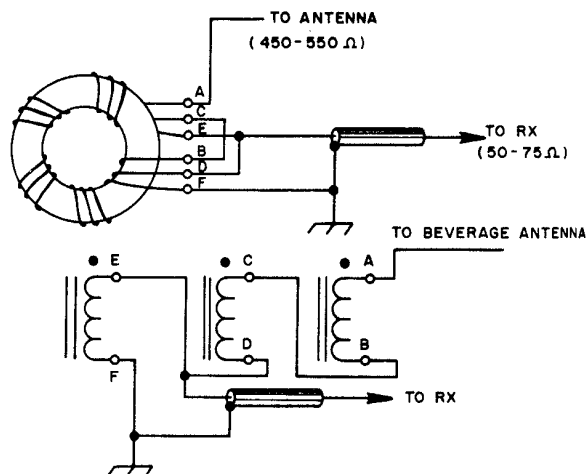 TO ANTENNA
(450-550 Ω)
A
C
E
B
D
F
TO RX
(50-75Ω)
TO BEVERAGE ANTENNA
E
C
A
D
B
F
TO RX